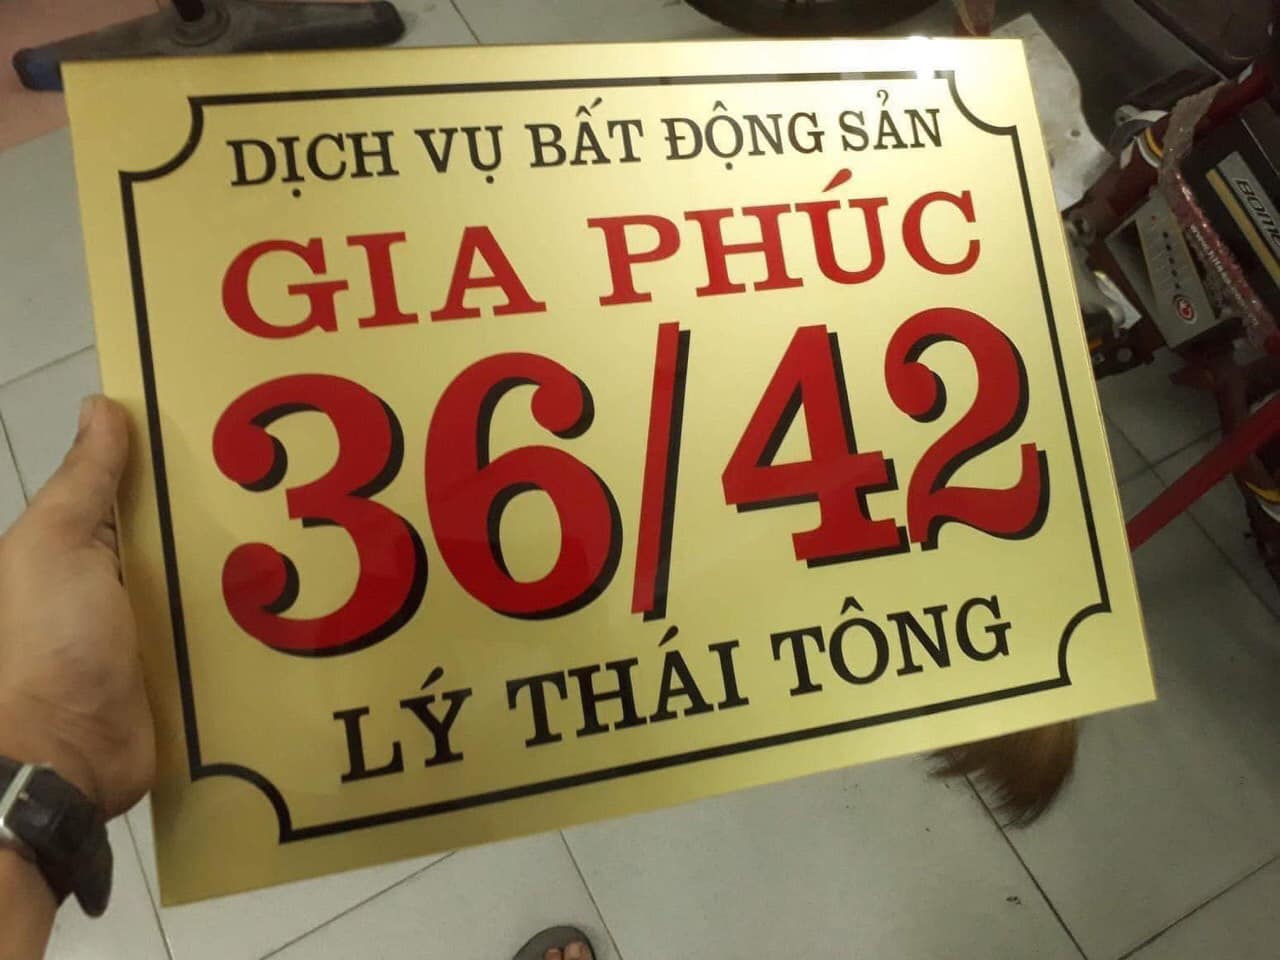 DỊCH VỤ BẤT ĐỘNG SẢN
GIA PHÚC
36/42
LÝ THÁI TÔNG